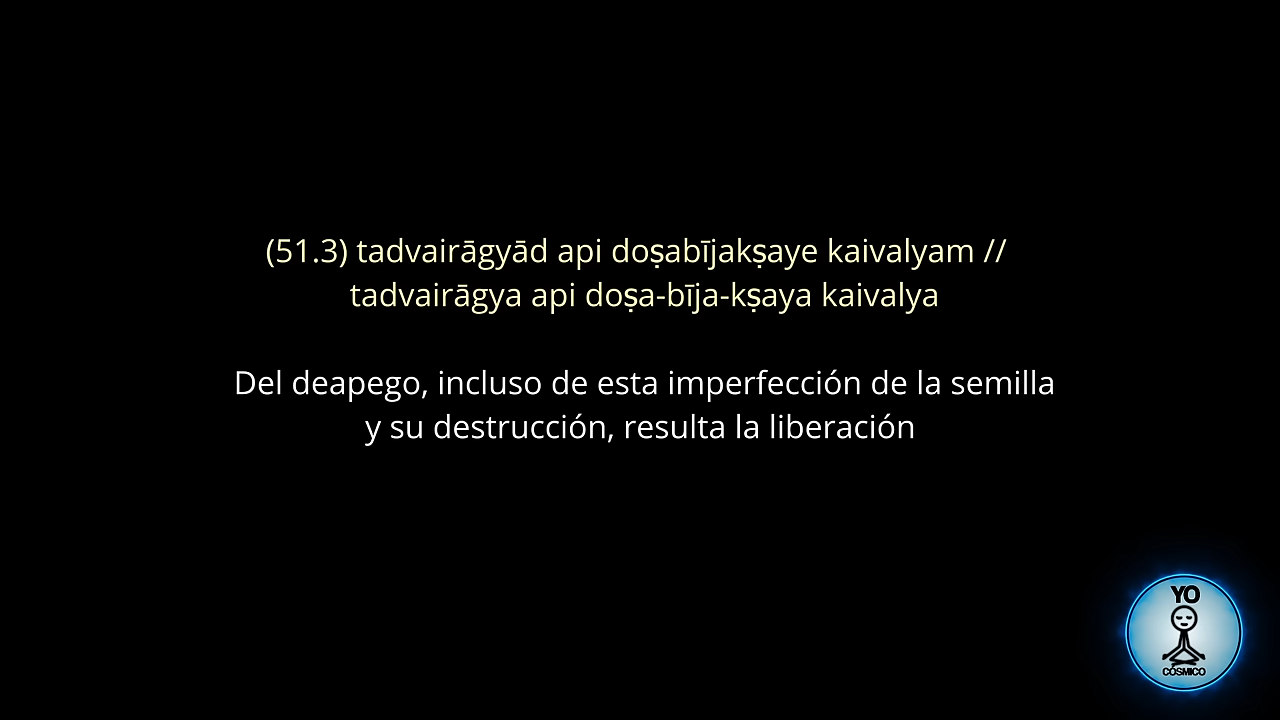 (51.3) tadvairāgyād api doṣabījakṣaye kaivalyam //
tadvairāgya api doṣa-bīja-kṣaya kaivalya
Del deapego, incluso de esta imperfección de la semilla
y su destrucción, resulta la liberación
YO
CÓSMICO